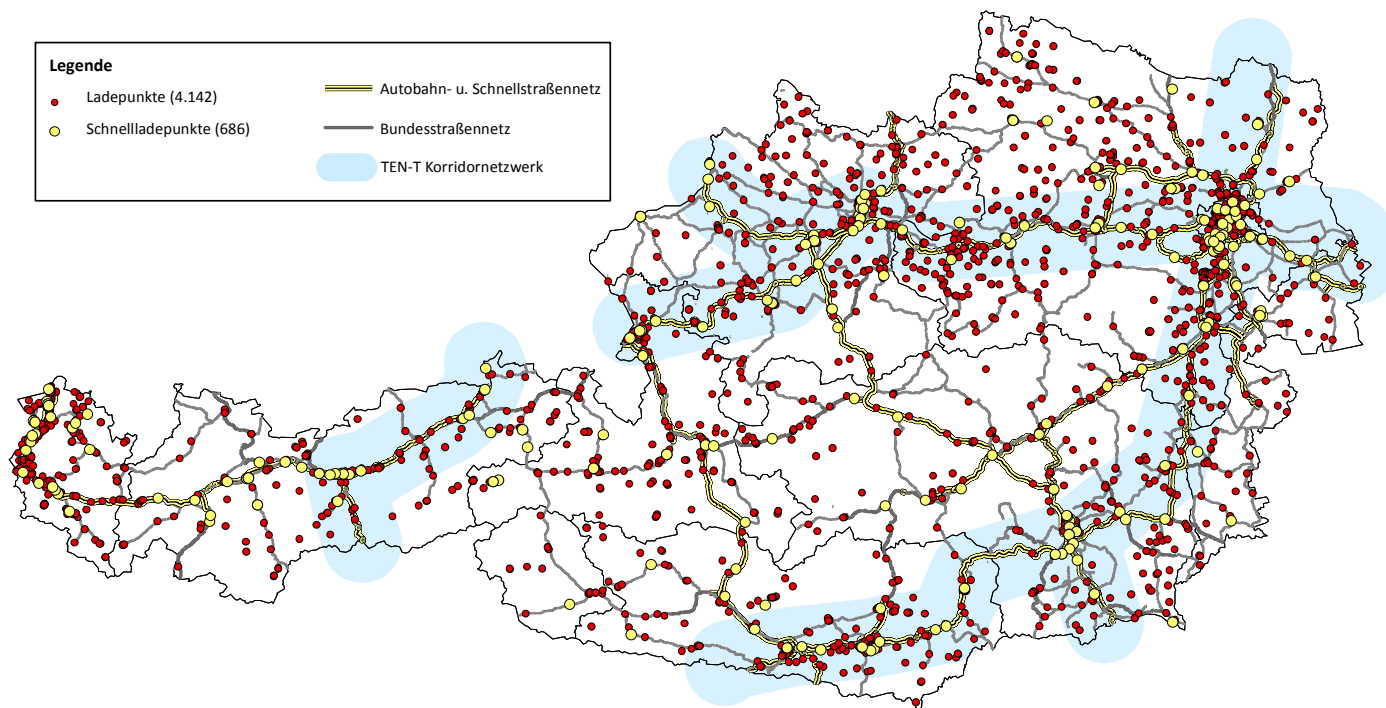 Legende
Ladepunkte (4.142)
Schnellladepunkte (686)
Autobahn- u. Schnellstraßennetz
Bundesstraßennetz
TEN-T Korridornetzwerk